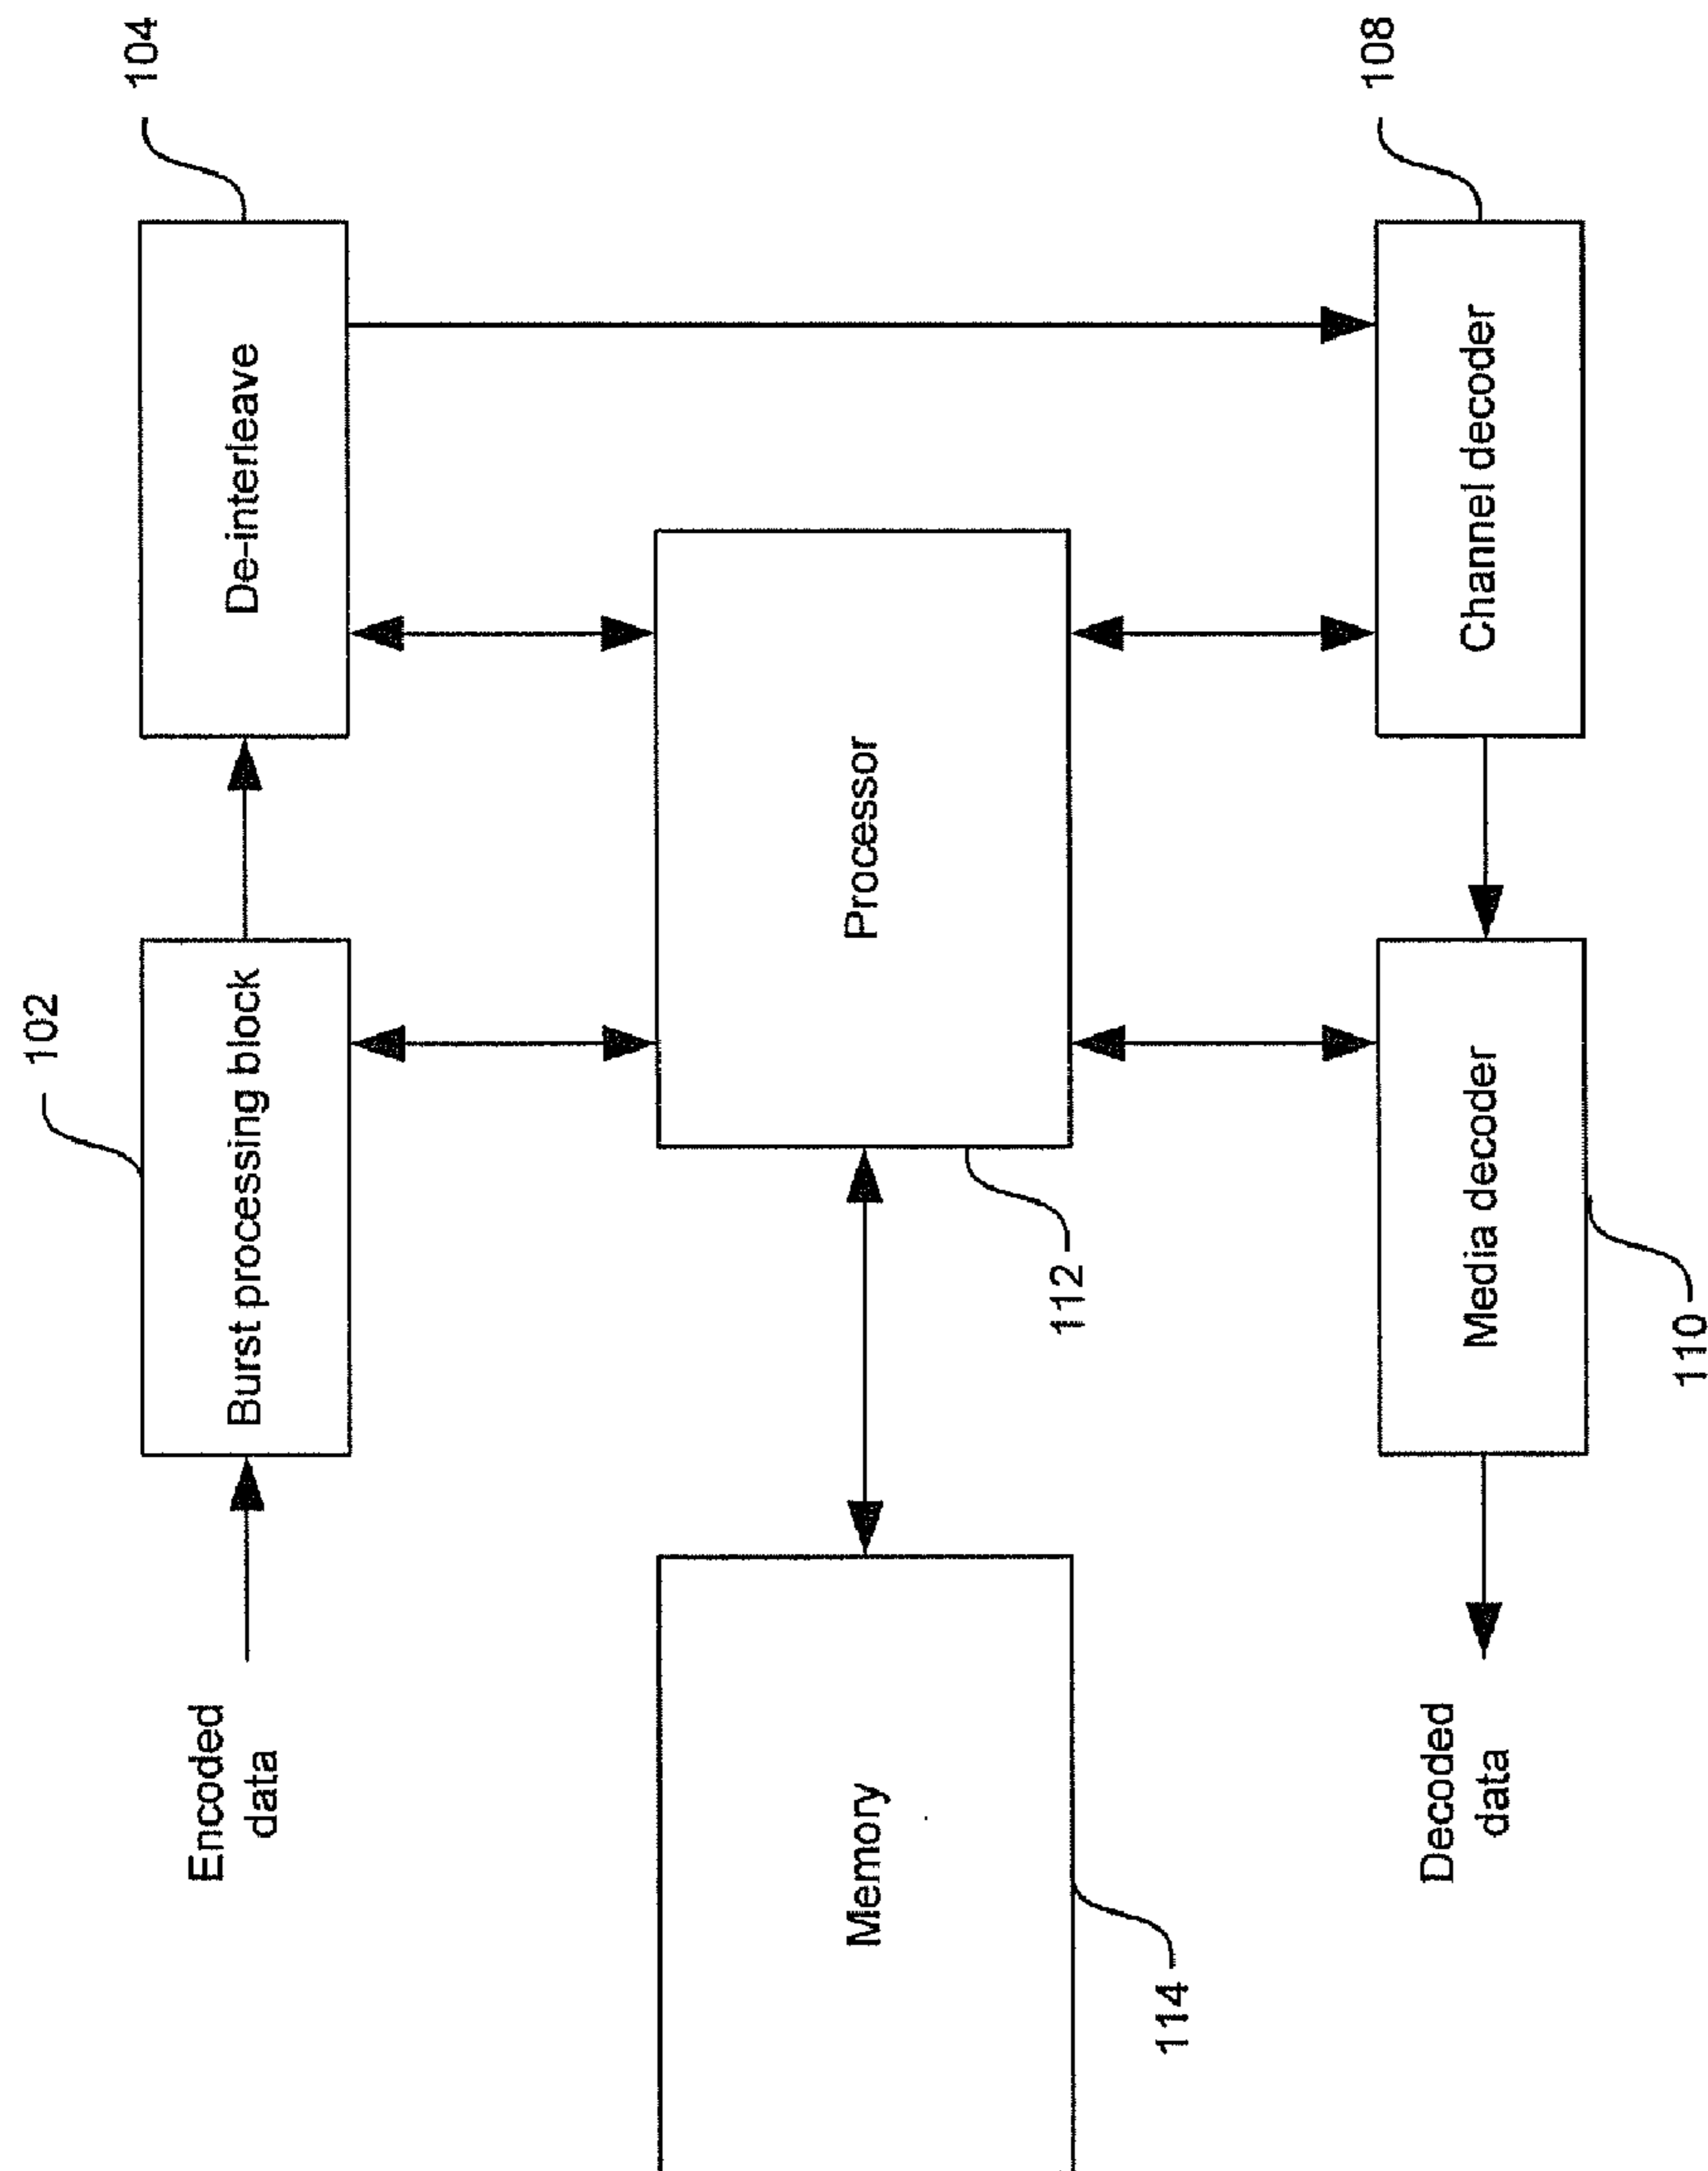 102
104
Encoded
data
Burst processing block
De-interleave
Memory
Processor
114
112
Decoded
data
Media decoder
Channel decoder
110
108